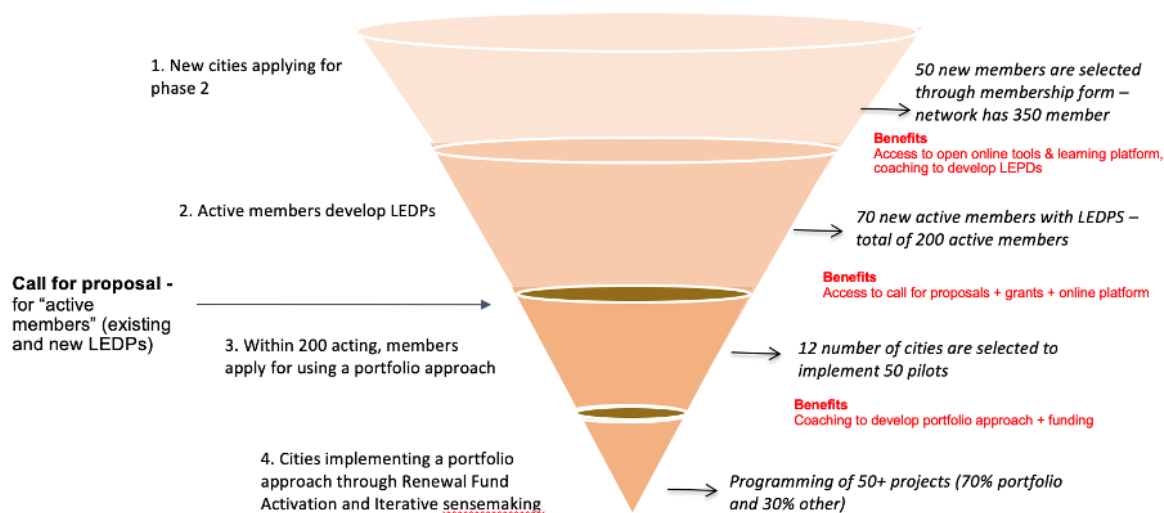 1. New cities applying for
phase 2
50 new members are selected
through membership form –
network has 350 member
Benefits
Access to open online tools & learning platform,
coaching to develop LEPDs
2. Active members develop LEDPs
70 new active members with LEDPS –
total of 200 active members
Benefits
Access to call for proposals + grants + online platform
Call for proposal -
for “active
members” (existing
and new LEDPs)
3. Within 200 acting, members
apply for using a portfolio approach
12 number of cities are selected to
implement 50 pilots
Benefits
Coaching to develop portfolio approach + funding
4. Cities implementing a portfolio
approach through Renewal Fund
Activation and Iterative sensemaking
Programming of 50+ projects (70% portfolio
and 30% other)